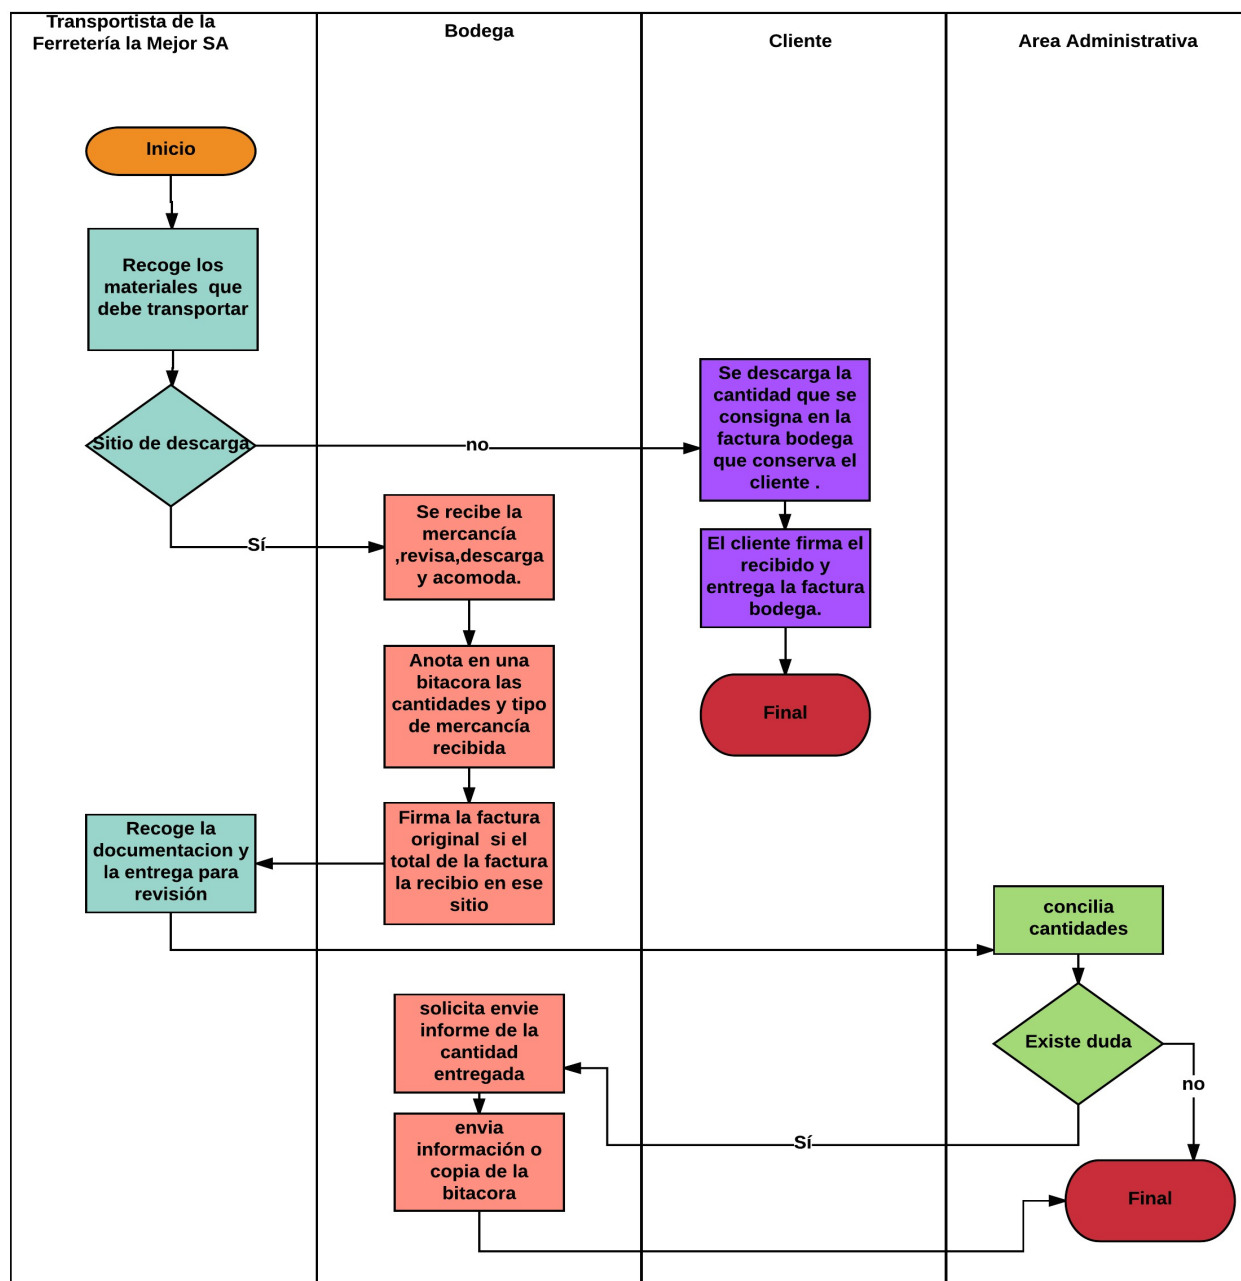 Transportista de la
Ferretería la Mejor SA
Bodega
Cliente
Area Administrativa
Inicio
Recoge los
materiales que
debe transportar
Sitio de descarga
no
Se descarga la
cantidad que se
consigna en la
factura bodega
que conserva el
cliente .
Sí
Se recibe la
mercancía
,revisa,descarga
y acomoda.
El cliente firma el
recibido y
entrega la factura
bodega.
Anota en una
bitacora las
cantidades y tipo
de mercancía
recibida
Final
Firma la factura
original si el
total de la factura
la recibio en ese
sitio
Recoge la
documentacion y
la entrega para
revisión
concilia
cantidades
Existe duda
no
Sí
solicita envie
informe de la
cantidad
entregada
envia
información o
copia de la
bitacora
Final